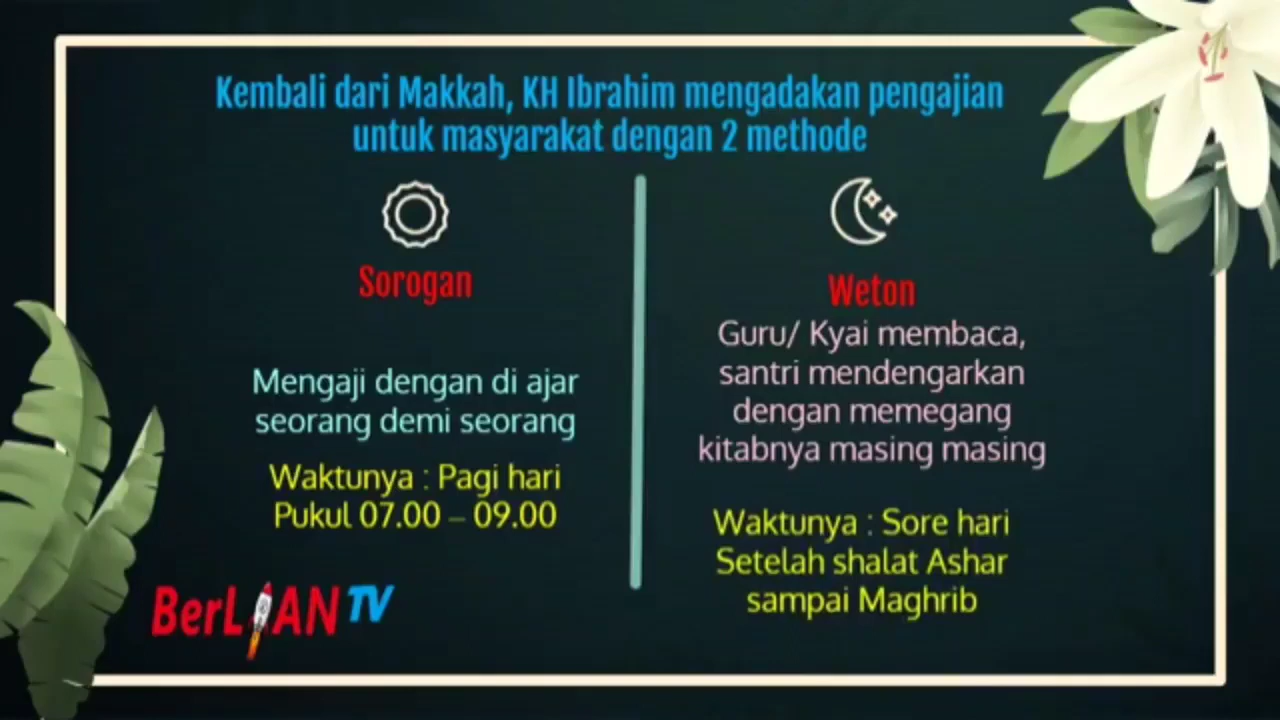 Kembali dari Makkah, KH Ibrahim mengadakan pengajian
untuk masyarakat dengan 2 methode
Sorogan
Mengaji dengan di ajar
seorang demi seorang
Waktunya : Pagi hari
Pukul 07.00 – 09.00
Weton
Guru/ Kyai membaca,
santri mendengarkan
dengan memegang
kitabnya masing masing
Waktunya : Sore hari
Setelah shalat Ashar
sampai Maghrib
BerLIAN TV